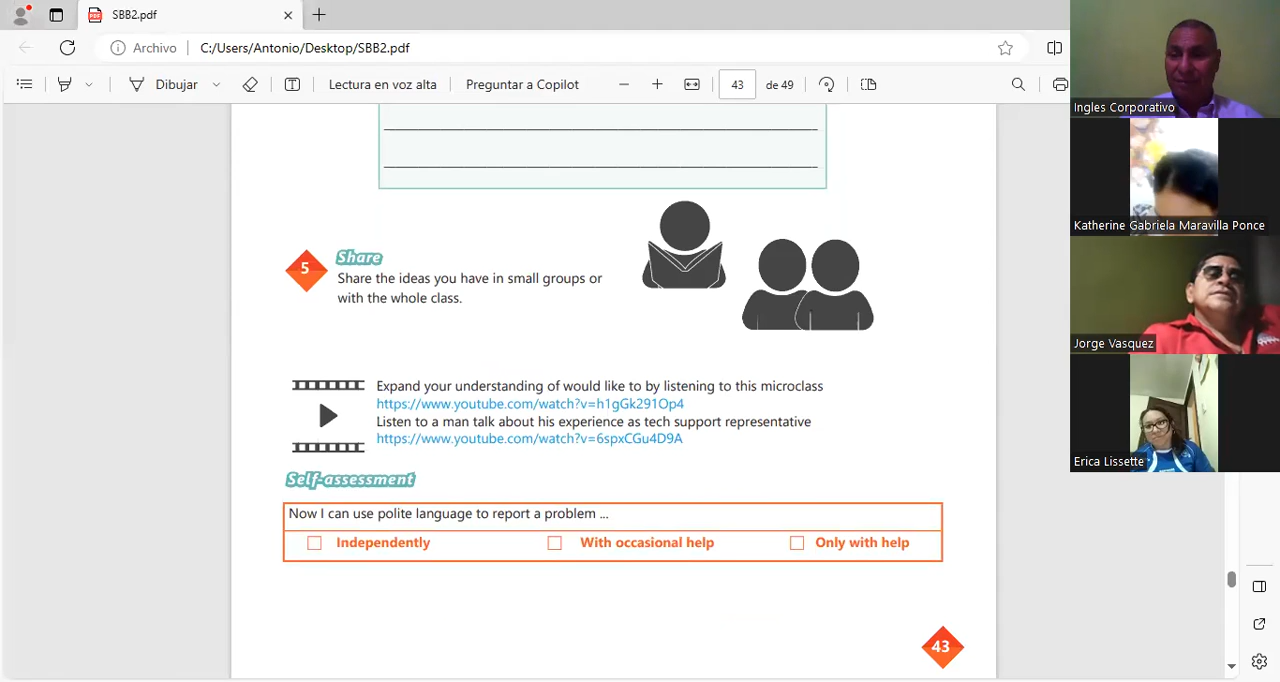 SBB2.pdf
Archivo
C:/Users/Antonio/Desktop/SBB2.pdf
Dibujar
Lectura en voz alta
Preguntar a Copilot
43
de 49
5
Share
Share the ideas you have in small groups or
with the whole class.
Expand your understanding of would like to by listening to this microclass
https://www.youtube.com/watch?v=h1gGk291Op4
Listen to a man talk about his experience as tech support representative
https://www.youtube.com/watch?v=6spxCGu4D9A
Self-assessment
Now I can use polite language to report a problem ...
Independently
With occasional help
Only with help
43
Ingles Corporativo
Katherine Gabriela Maravilla Ponce
Jorge Vasquez
Erica Lissette